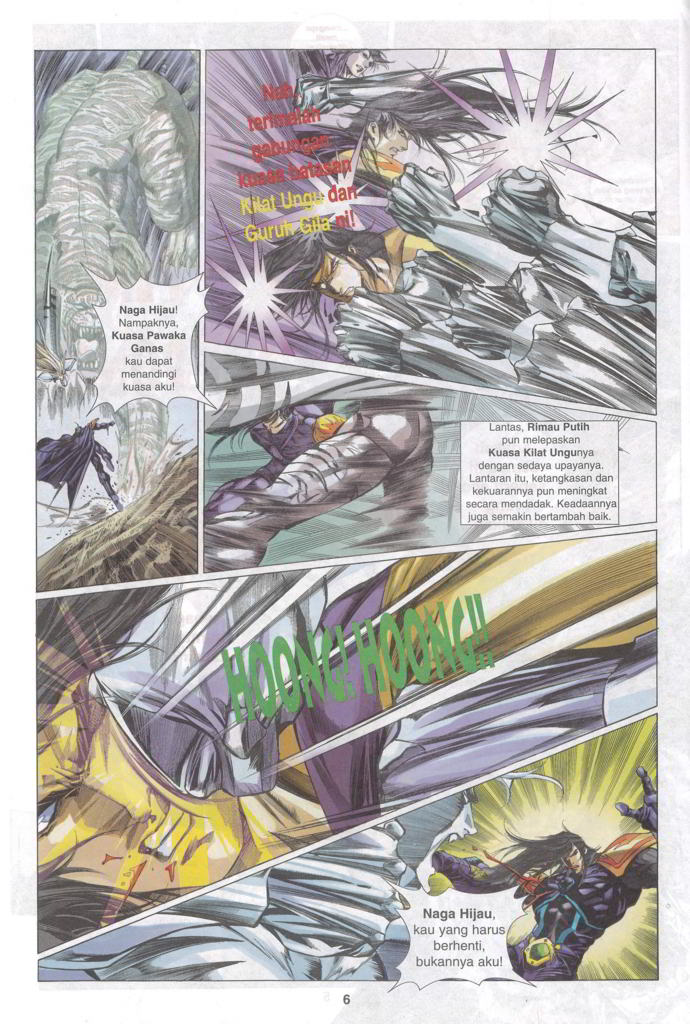 Naga Hijau!
Nampaknya,
Kuasa Pawaka
Ganas
kau dapat
menandingi
kuasa aku!
Nah,
terimalah
gabungan
Kuasa batasan
Kilat Ungu dan
Guruh Gila ni!
Lantas, Rimau Putih
pun melepaskan
Kuasa Kilat Ungunya
dengan sedaya upayanya.
Lantaran itu, ketangkasan dan
kekuarannya pun meningkat
secara mendadak. Keadaannya
juga semakin bertambah baik.
HOONG! HOONG!!
Naga Hijau,
kau yang harus
berhenti,
bukannya aku!
6